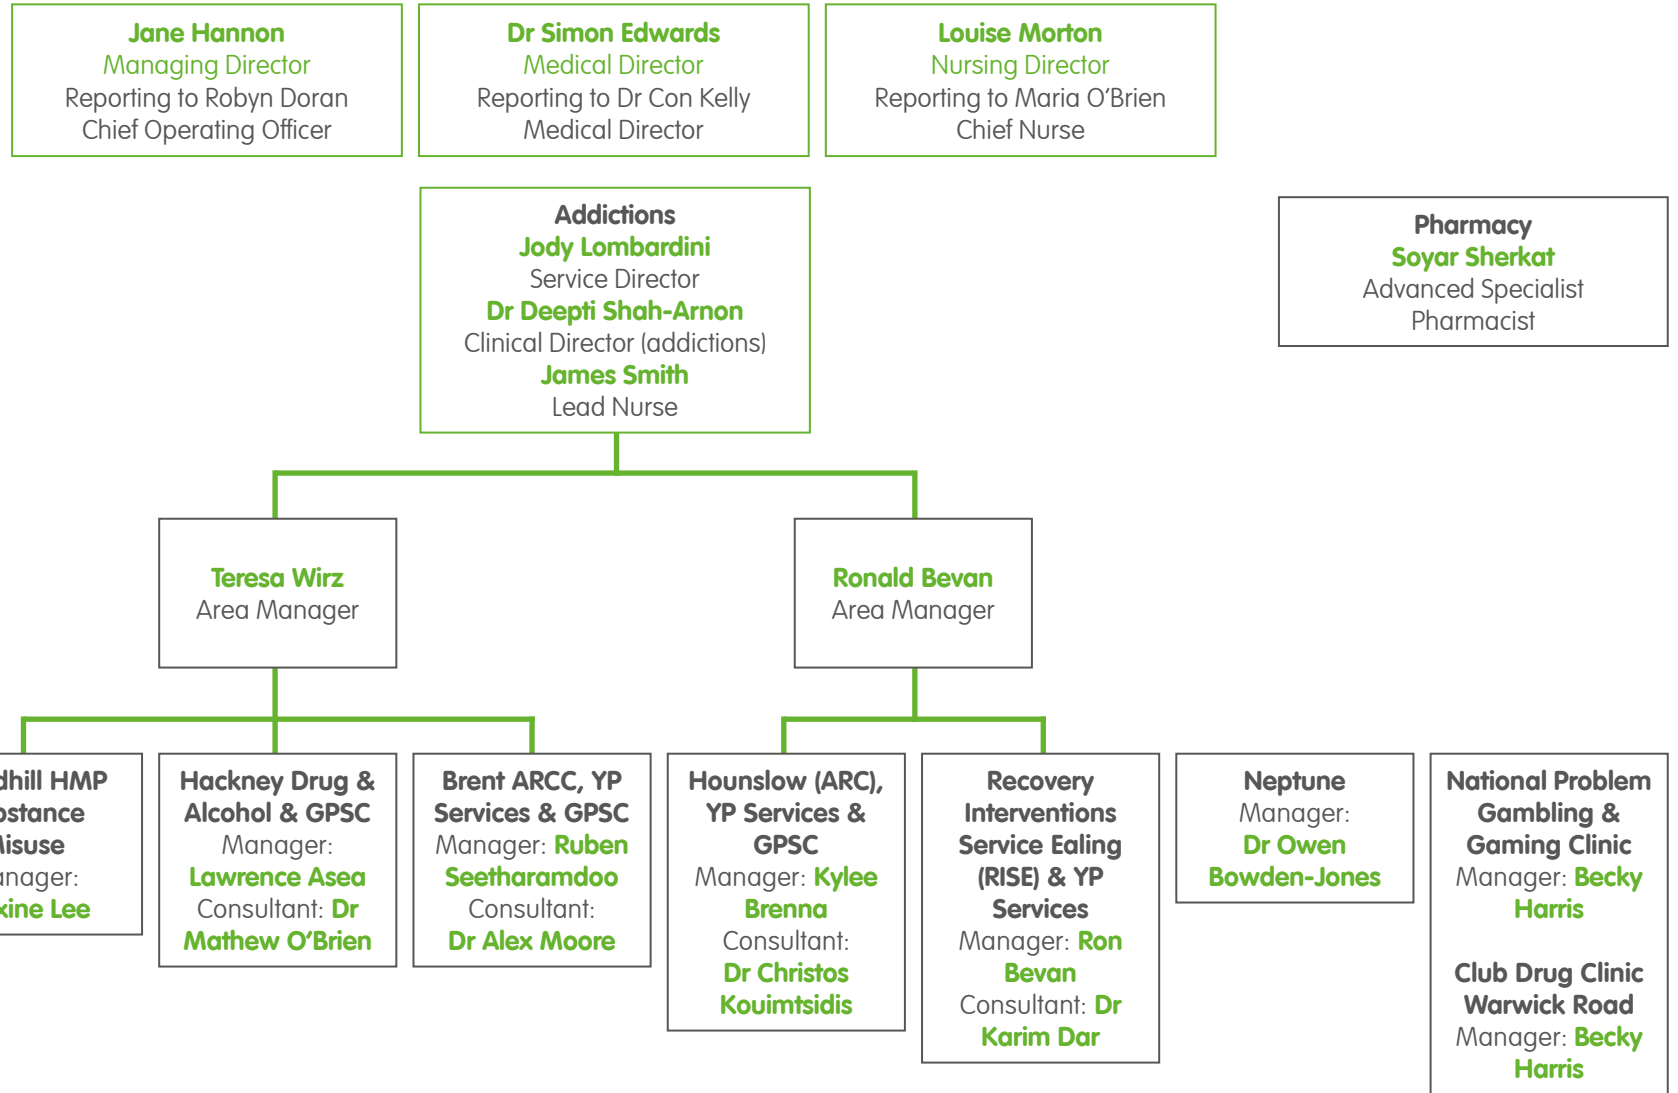 Jane Hannon
Managing Director
Reporting to Robyn Doran
Chief Operating Officer
Dr Simon Edwards
Medical Director
Reporting to Dr Con Kelly
Medical Director
Louise Morton
Nursing Director
Reporting to Maria O’Brien
Chief Nurse
Addictions
Jody Lombardini
Service Director
Dr Deepti Shah-Arnon
Clinical Director (addictions)
James Smith
Lead Nurse
Pharmacy
Soyar Sherkat
Advanced Specialist
Pharmacist
Teresa Wirz
Area Manager
Ronald Bevan
Area Manager
HMP
Lee
Hackney Drug &
Alcohol & GPSC
Manager:
Lawrence Asea
Consultant: Dr
Mathew O’Brien
Brent ARCC, YP
Services & GPSC
Manager: Ruben
Seetharamdoo
Consultant:
Dr Alex Moore
Hounslow (ARC),
YP Services &
GPSC
Manager: Kylee
Brenna
Consultant:
Dr Christos
Kouimtsidis
Recovery
Interventions
Service Ealing
(RISE) & YP
Services
Manager: Ron
Bevan
Consultant: Dr
Karim Dar
Neptune
Manager:
Dr Owen
Bowden-Jones
National Problem
Gambling &
Gaming Clinic
Manager: Becky
Harris
Club Drug Clinic
Warwick Road
Manager: Becky
Harris